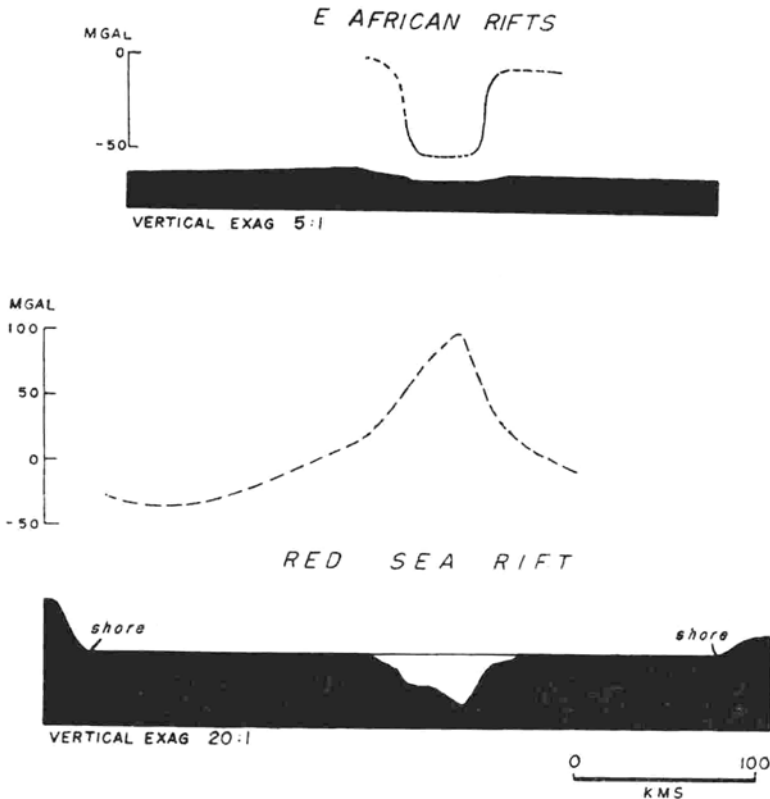 E AFRICAN RIFTS
MGAL
0
-50
VERTICAL EXAG 5:1
MGAL
100
50
0
-50
RED SEA RIFT
shore
shore
VERTICAL EXAG 20:1
0 100
KMS